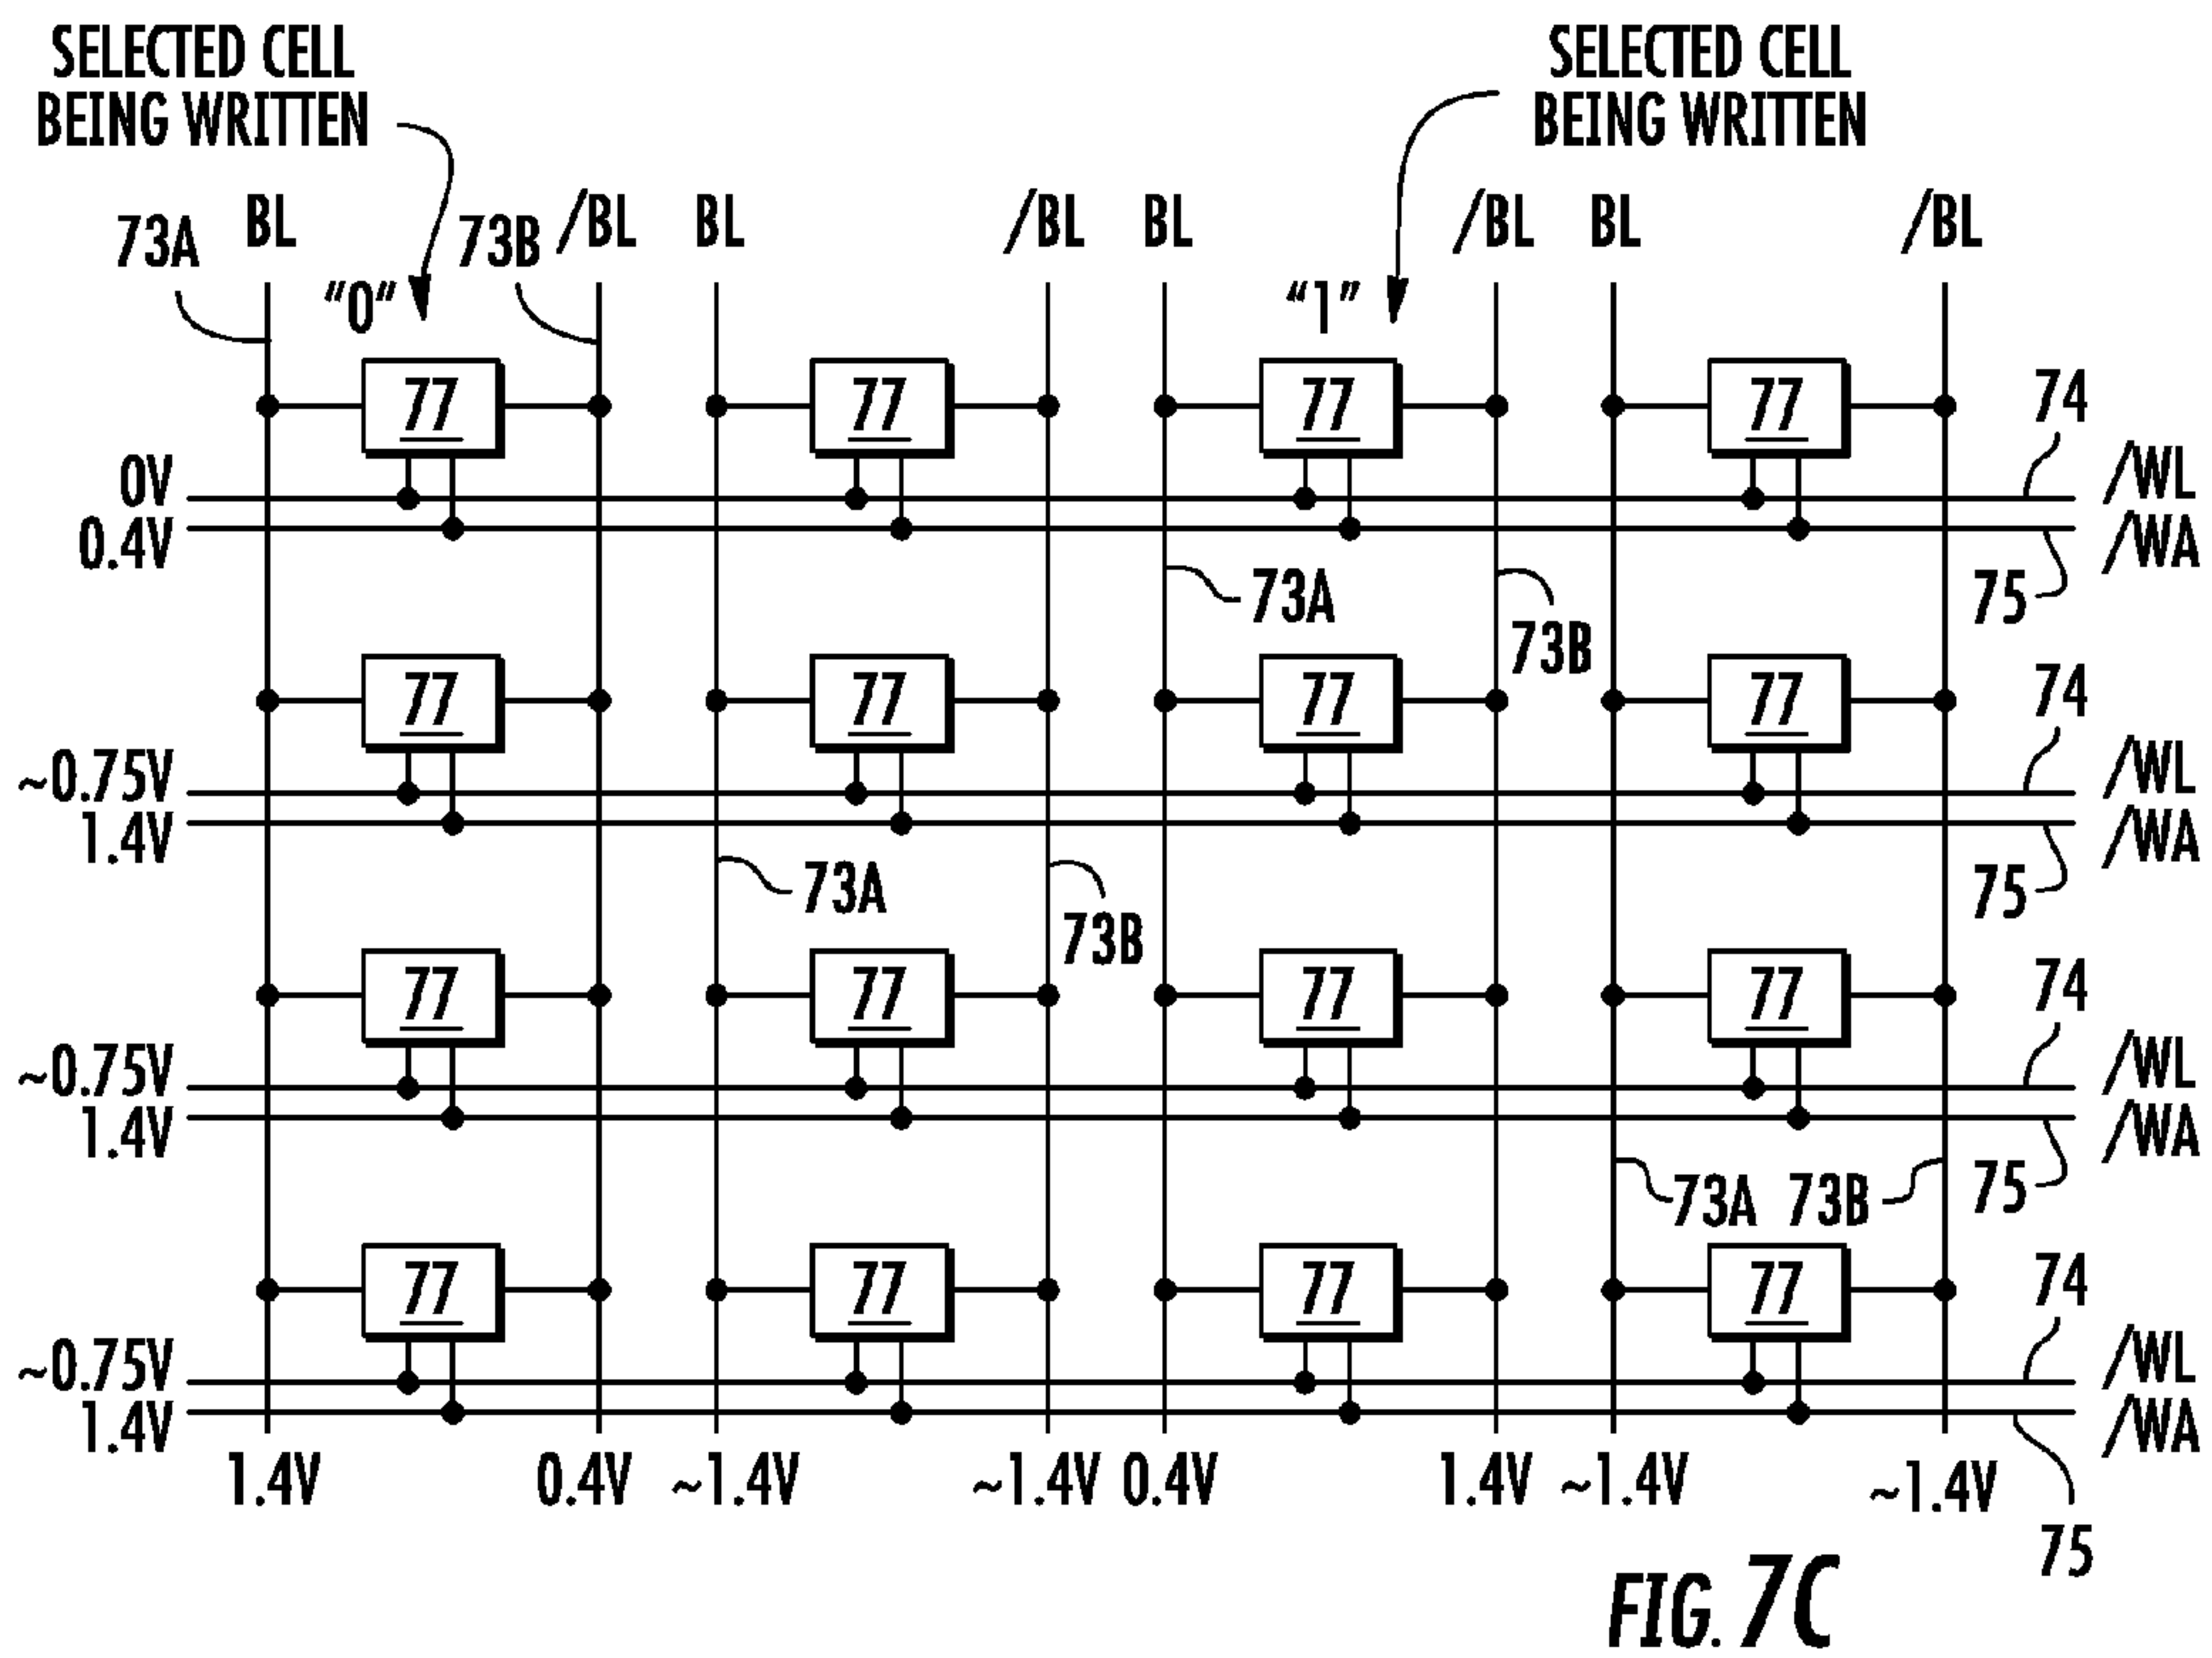 SELECTED CELL
BEING WRITTEN
SELECTED CELL
BEING WRITTEN
73A BL 73B /BL BL /BL BL /BL BL /BL
"0" "1"
77 77 77 77
74
0V /WL
0.4V /WA
73A 75
73B
77 77 77 77
74
~0.75V /WL
1.4V /WA
73A 75
73B
77 77 77 77
74
~0.75V /WL
1.4V /WA
73A 73B 75
77 77 77 77
74
~0.75V /WL
1.4V /WA
1.4V 0.4V ~1.4V ~1.4V 0.4V 1.4V ~1.4V ~1.4V
75
FIG. 7C